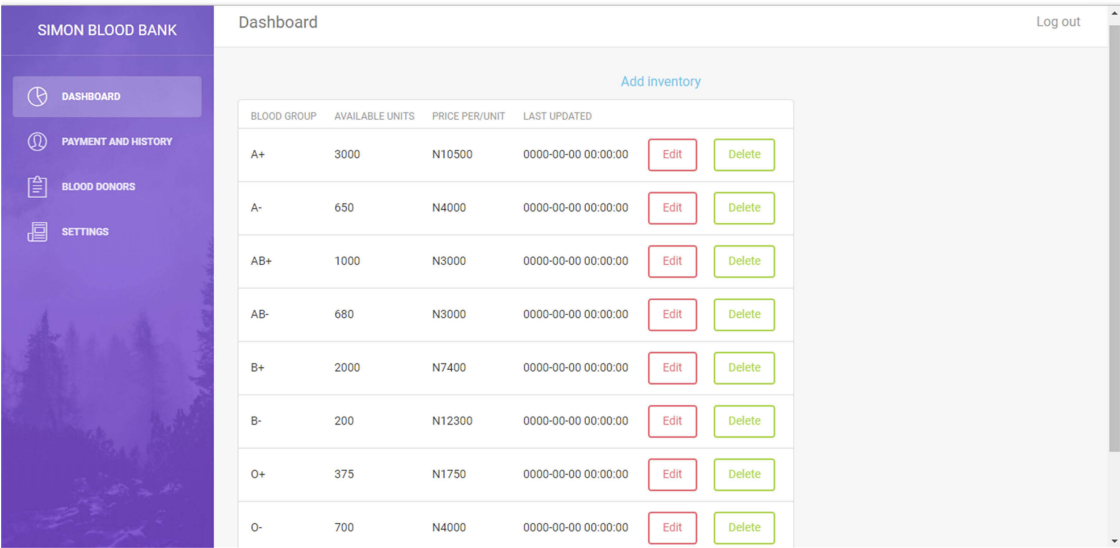 SIMON BLOOD BANK
Dashboard
Log out
DASHBOARD
PAYMENT AND HISTORY
BLOOD DONORS
SETTINGS
Add inventory
BLOOD GROUP AVAILABLE UNITS PRICE PER/UNIT LAST UPDATED
A+ 3000 N10500 0000-00-00 00:00:00 Edit Delete
A- 650 N4000 0000-00-00 00:00:00 Edit Delete
AB+ 1000 N3000 0000-00-00 00:00:00 Edit Delete
AB- 680 N3000 0000-00-00 00:00:00 Edit Delete
B+ 2000 N7400 0000-00-00 00:00:00 Edit Delete
B- 200 N12300 0000-00-00 00:00:00 Edit Delete
O+ 375 N1750 0000-00-00 00:00:00 Edit Delete
O- 700 N4000 0000-00-00 00:00:00 Edit Delete